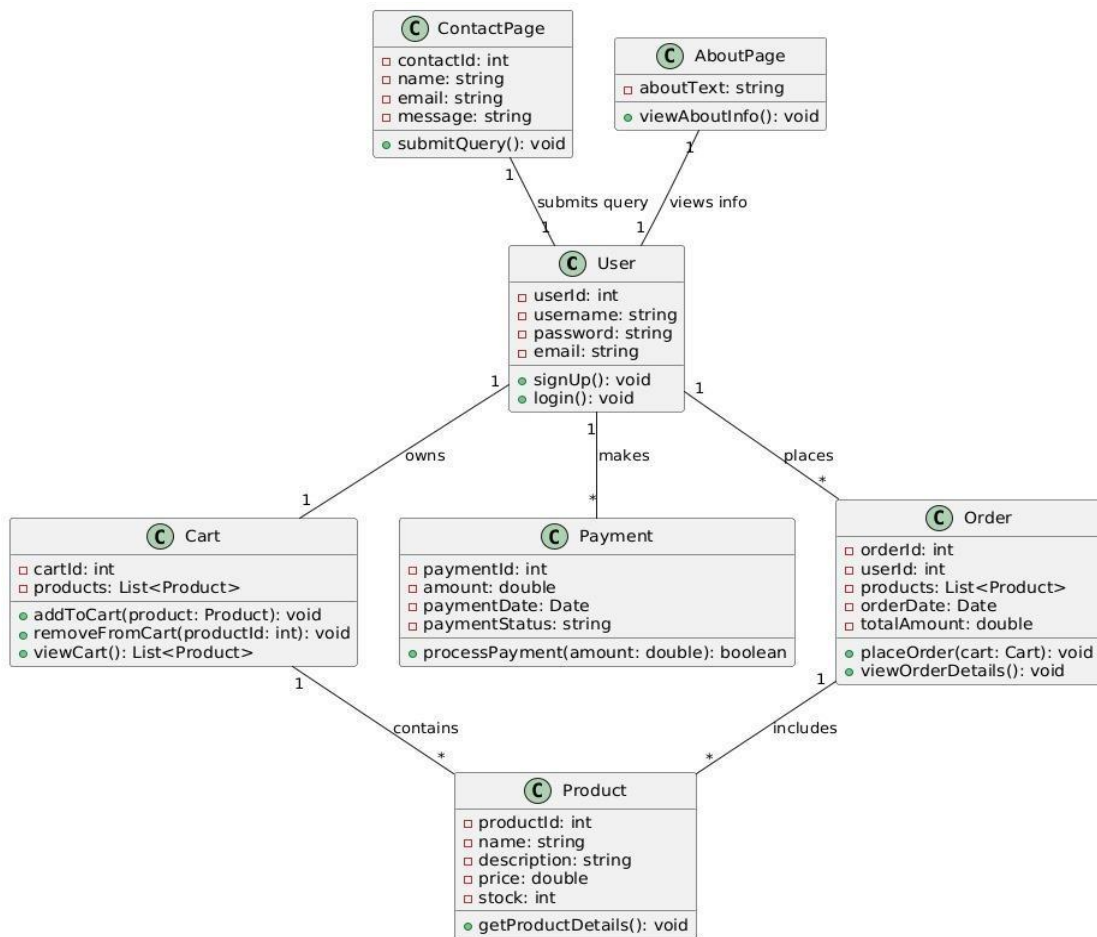 C ContactPage
contactId: int
name: string
email: string
message: string
submitQuery(): void
C AboutPage
aboutText: string
viewAboutInfo(): void
1
1
submits query
views info
1
1
C User
userId: int
username: string
password: string
email: string
signUp(): void
login(): void
1
1
1
owns
makes
places
1
*
*
C Cart
cartId: int
products: List<Product>
addToCart(product: Product): void
removeFromCart(productId: int): void
viewCart(): List<Product>
C Payment
paymentId: int
amount: double
paymentDate: Date
paymentStatus: string
processPayment(amount: double): boolean
C Order
orderId: int
userId: int
products: List<Product>
orderDate: Date
totalAmount: double
placeOrder(cart: Cart): void
viewOrderDetails(): void
1
1
contains
includes
*
*
C Product
productId: int
name: string
description: string
price: double
stock: int
getProductDetails(): void